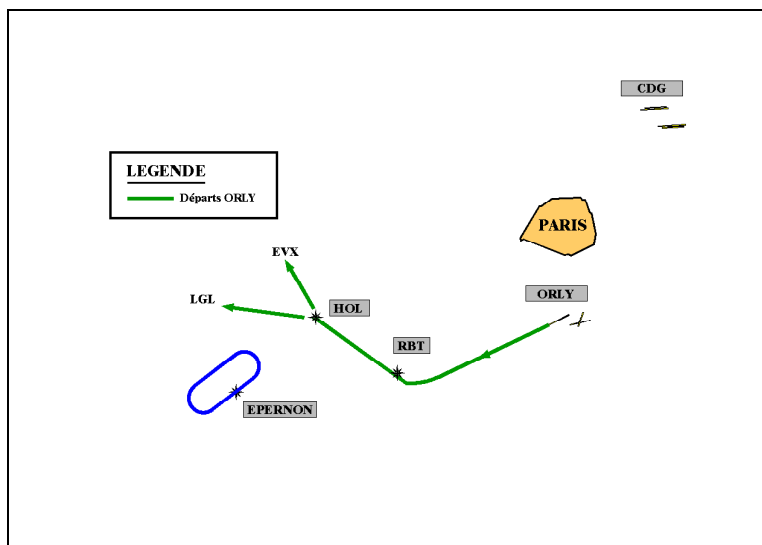 CDG
LEGENDE
Départs ORLY
PARIS
EVX
ORLY
LGL
HOL
RBT
EPERNON